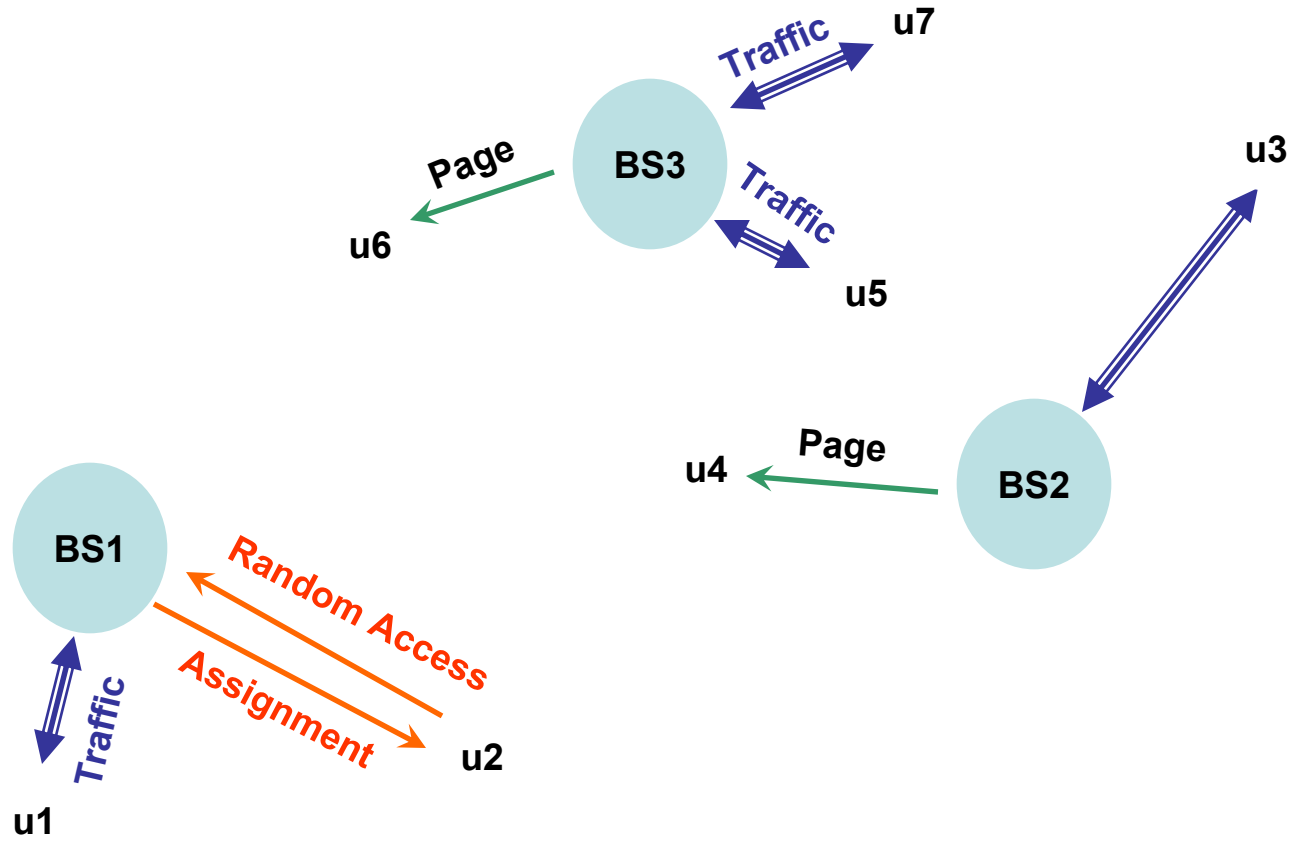 Traffic
u7
Page
BS3
Traffic
u3
u6
u5
Page
u4
BS2
BS1
Random Access
Assignment
Traffic
u2
u1